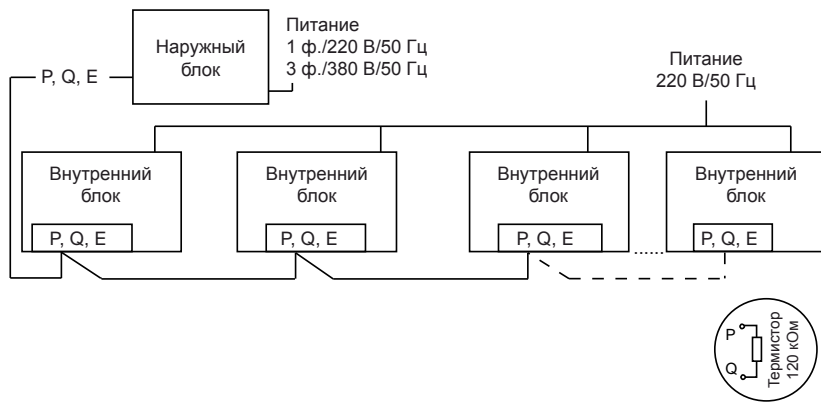 Наружный
блок
Питание
1 ф./220 В/50 Гц
3 ф./380 В/50 Гц
P, Q, E
Питание
220 В/50 Гц
Внутренний
блок
P, Q, E
Внутренний
блок
P, Q, E
Внутренний
блок
P, Q, E
Внутренний
блок
P, Q, E
P
Q
Термистор
120 кОм